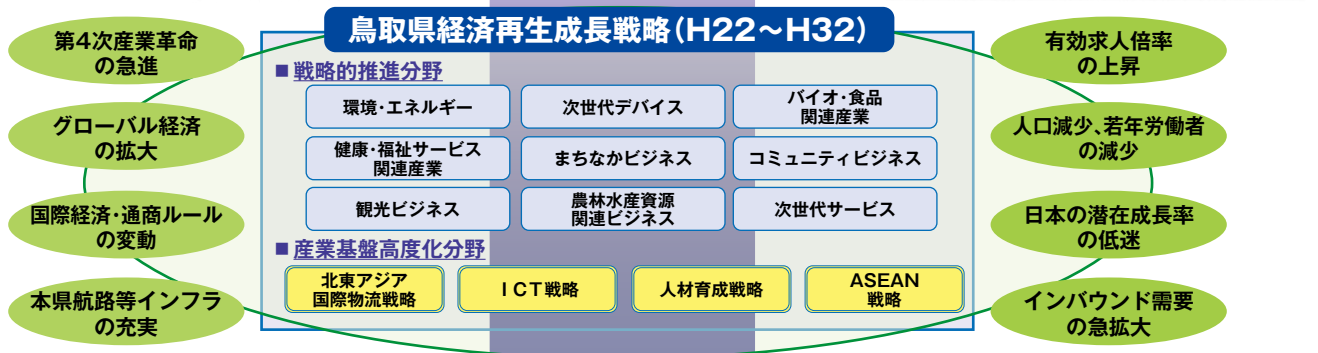 鳥取県経済再生成長戦略(H22～H32)
第4次産業革命
の急進
グローバル経済
の拡大
国際経済・通商ルール
の変動
本県航路等インフラ
の充実
■戦略的推進分野
環境・エネルギー
次世代デバイス
バイオ・食品
関連産業
健康・福祉サービス
関連産業
まちなかビジネス
コミュニティビジネス
観光ビジネス
農林水産資源
関連ビジネス
次世代サービス
■産業基盤高度化分野
北東アジア
国際物流戦略
ICT戦略
人材育成戦略
ASEAN
戦略
有効求人倍率
の上昇
人口減少、若年労働者
の減少
日本の潜在成長率
の低迷
インバウンド需要
の急拡大